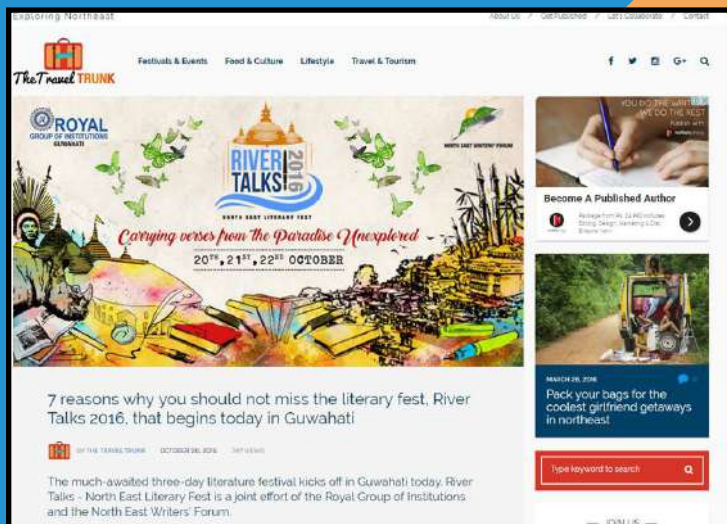 Exploring Northeast
About Us / Get Published / Let's Collaborate / Contact
The Travel TRUNK
Festivals & Events Food & Culture Lifestyle Travel & Tourism
G+
ROYAL
GROUP OF INSTITUTIONS
GUWAHATI
RIVER
TALKS
2016
NORTH EAST LITERARY FEST
NORTH EAST WRITERS' FORUM
Carrying verses from the Paradise Unexplored
20TH, 21ST, 22ND OCTOBER
YOU DO THE WRITING
WE DO THE REST
Become A Published Author
MARCH 28, 2016
Pack your bags for the
coolest girlfriend getaways
in northeast
7 reasons why you should not miss the literary fest, River
Talks 2016, that begins today in Guwahati
BY THE TRAVEL TRUNK OCTOBER 20, 2016 VIEWS
Type keyword to search
The much-awaited three-day literature festival kicks off in Guwahati today. River
Talks - North East Literary Fest is a joint effort of the Royal Group of Institutions
and the North East Writers' Forum.
JOIN US